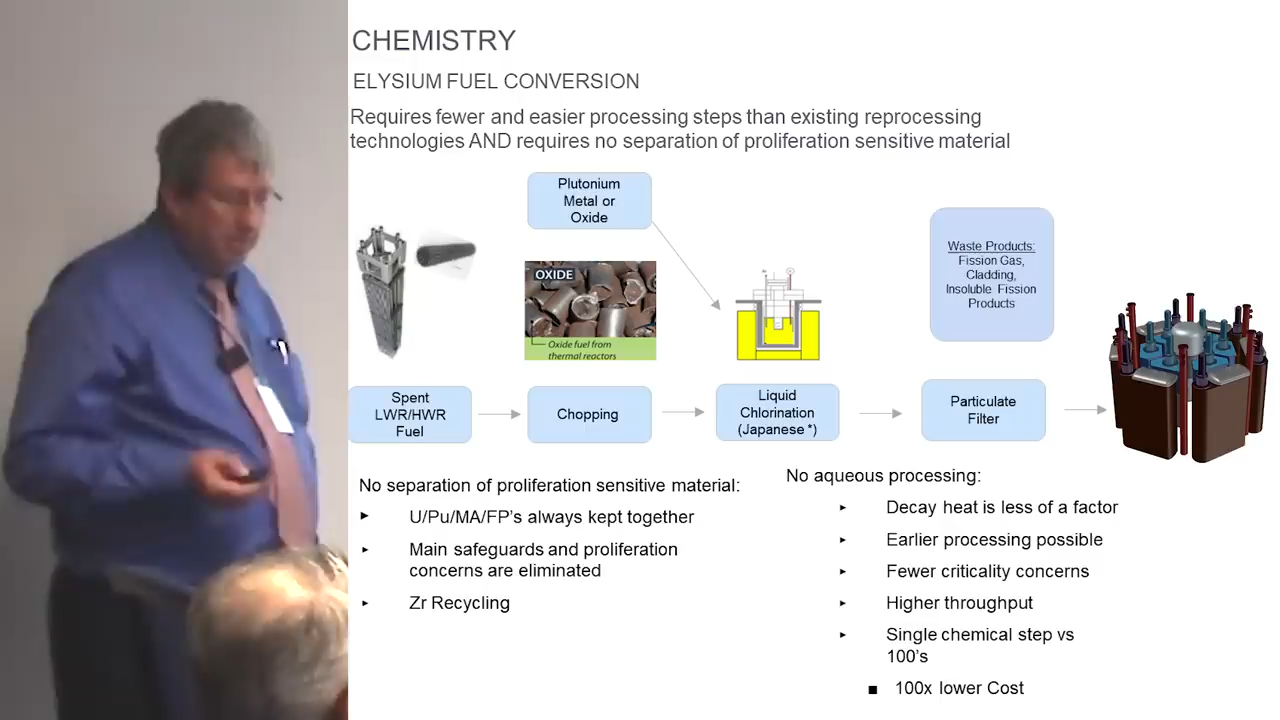 CHEMISTRY
ELYSIUM FUEL CONVERSION
Requires fewer and easier processing steps than existing reprocessing
technologies AND requires no separation of proliferation sensitive material
Plutonium
Metal or
Oxide
OXIDE
Oxide fuel from
thermal reactors
Waste Products:
Fission Gas,
Cladding,
Insoluble Fission
Products
Spent
LWR/HWR
Fuel
Chopping
Liquid
Chlorination
(Japanese *)
Particulate
Filter
No separation of proliferation sensitive material:
U/Pu/MA/FP's always kept together
Main safeguards and proliferation
concerns are eliminated
Zr Recycling
No aqueous processing:
Decay heat is less of a factor
Earlier processing possible
Fewer criticality concerns
Higher throughput
Single chemical step vs
100's
100x lower Cost